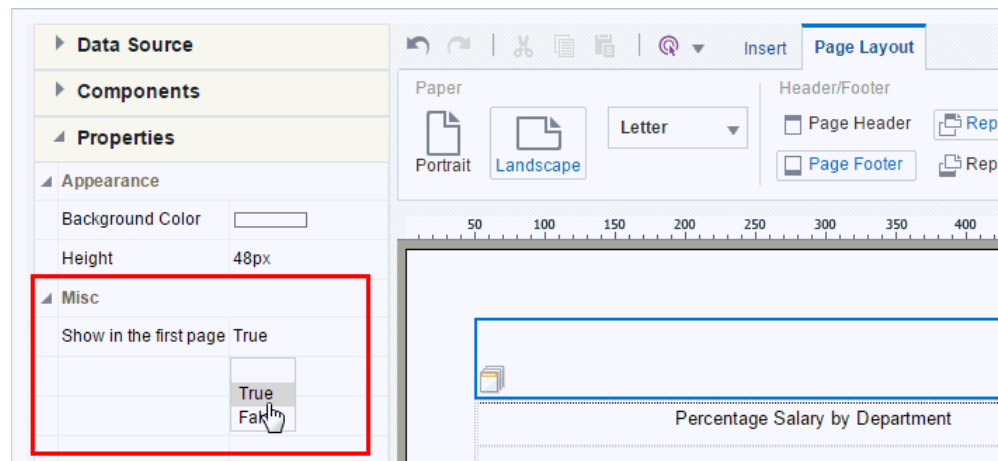 Data Source
Components
Properties
Appearance
Background Color
Height 48px
Misc
Show in the first page True
True
Insert Page Layout
Paper
Portrait
Landscape
Letter
Header/Footer
Page Header
Page Footer
50 100 150 200 250 300 350 400
Percentage Salary by Department